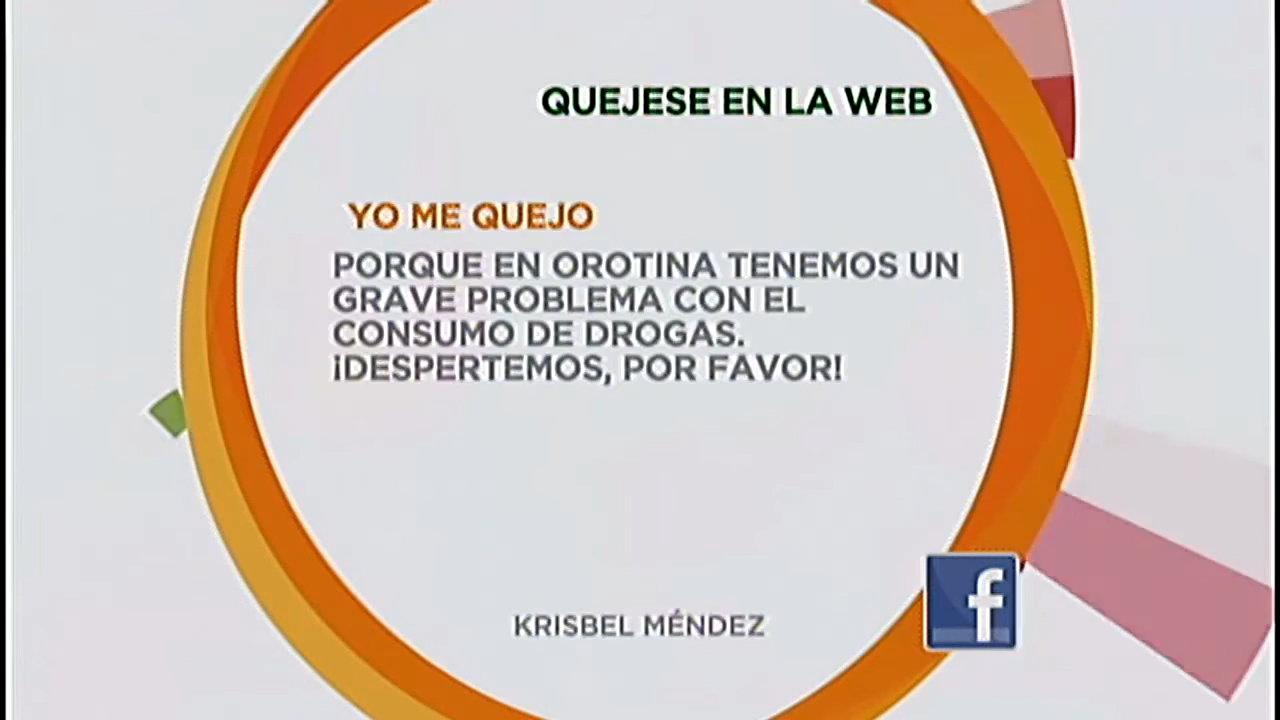 QUEJESE EN LA WEB
YO ME QUEJO
PORQUE EN OROTINA TENEMOS UN
GRAVE PROBLEMA CON EL
CONSUMO DE DROGAS.
¡DESPERTEMOS, POR FAVOR!
KRISBEL MÉNDEZ
f